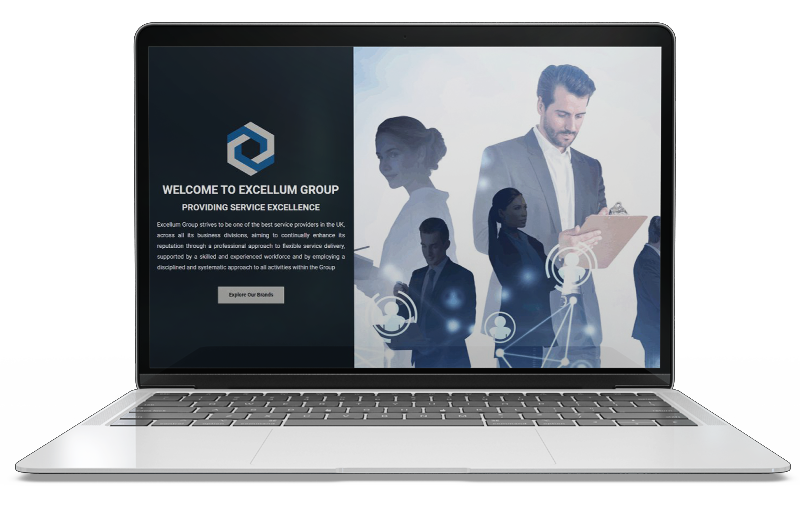 WELCOME TO EXCELLUM GROUP
PROVIDING SERVICE EXCELLENCE
Excellum Group strives to be one of the best service providers in the UK,
across all its business divisions, aiming to continually enhance its
reputation through a professional approach to flexible service delivery,
supported by a skilled and experienced workforce and by employing a
disciplined and systematic approach to all activities within the Group
Explore Our Brands